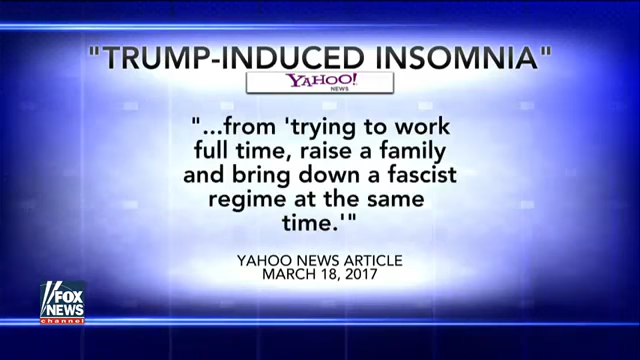 "TRUMP-INDUCED INSOMNIA"
YAHOO!
NEWS
"...from 'trying to work
full time, raise a family
and bring down a fascist
regime at the same
time.'"
YAHOO NEWS ARTICLE
MARCH 18, 2017
FOX
NEWS
channel